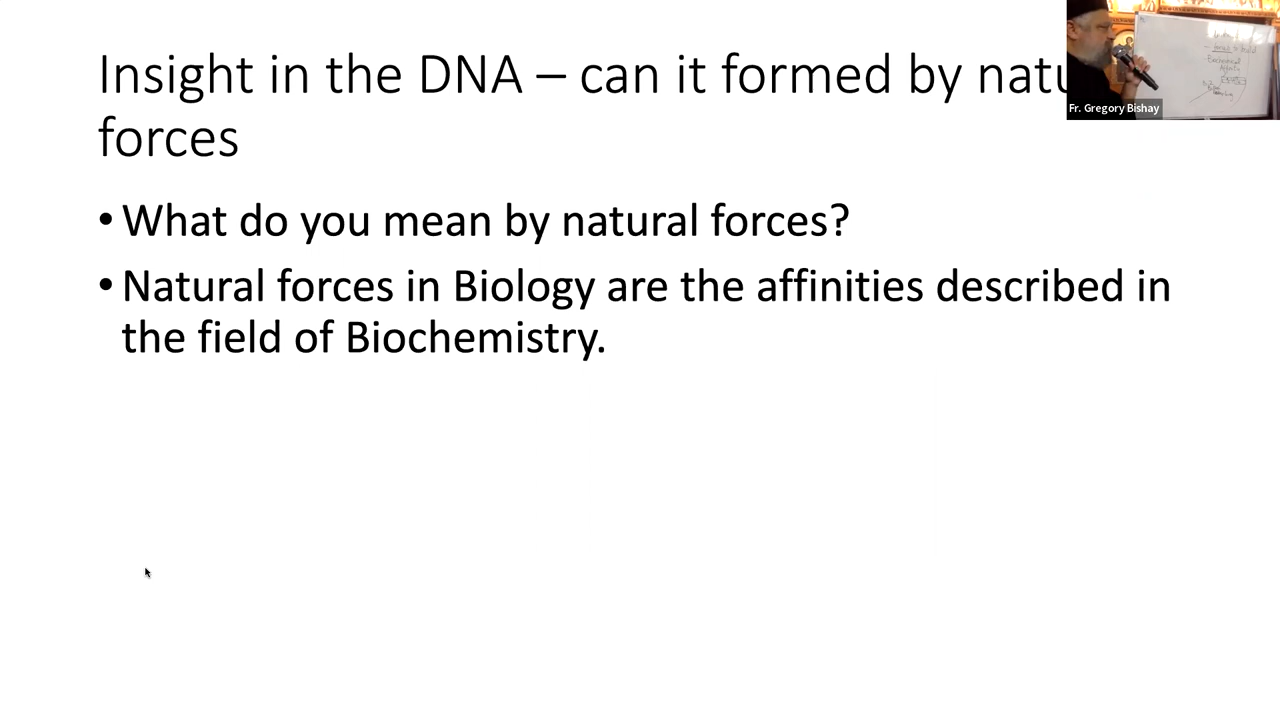 Insight in the DNA – can it formed by natu
forces
• What do you mean by natural forces?
• Natural forces in Biology are the affinities described in
the field of Biochemistry.
Fr. Gregory Bishay